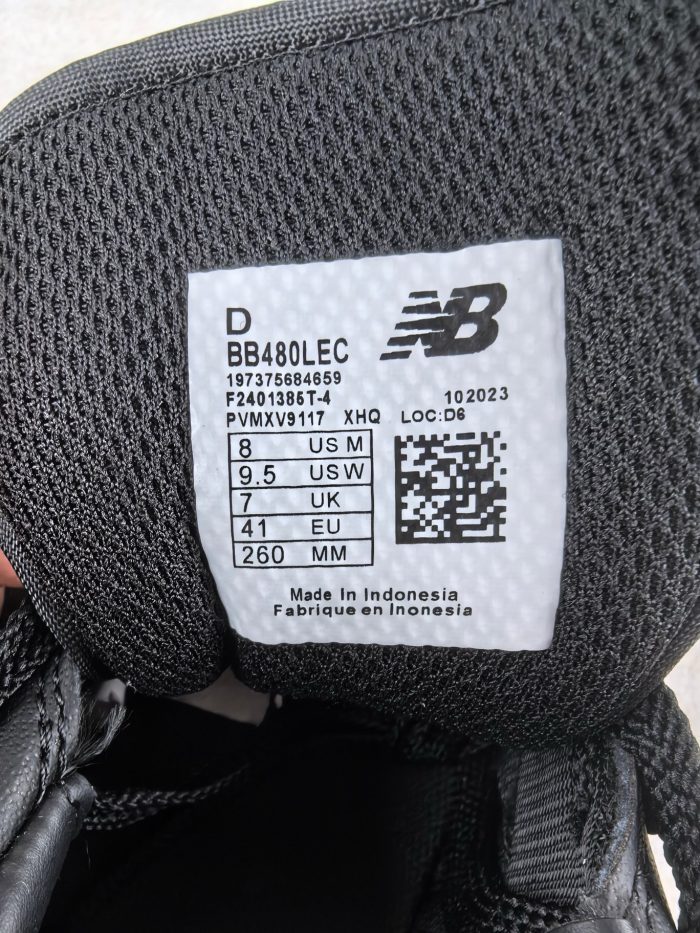 D
NB
BB480LEC
197375684659
F2401385T-4 102023
PVMXV9117 XHQ LOC:D6
8 US M
9.5 US W
7 UK
41 EU
260 MM
Made In Indonesia
Fabrique en Inonesia